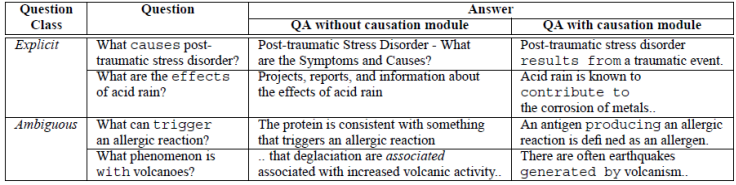 Question Question Answer
Class QA without causation module QA with causation module
Explicit What causes post- Post-Traumatic Stress Disorder - What Post-traumatic stress disorder
traumatic stress disorder? are the Symptoms and Causes? results from a traumatic event.
What are the effects Projects, reports, and information about Acid rain is known to
of acid rain? the effects of acid rain contribute to
the corrosion of metals..
Ambiguous What can trigger The protein is consistent with something An antigen producing an allergic
an allergic reaction? that triggers an allergic reaction reaction is defined as an allergen.
What phenomenon is .. that deglaciation are associated There are often earthquakes
with volcanoes? associated with increased volcanic activity.. generated by volcanism..